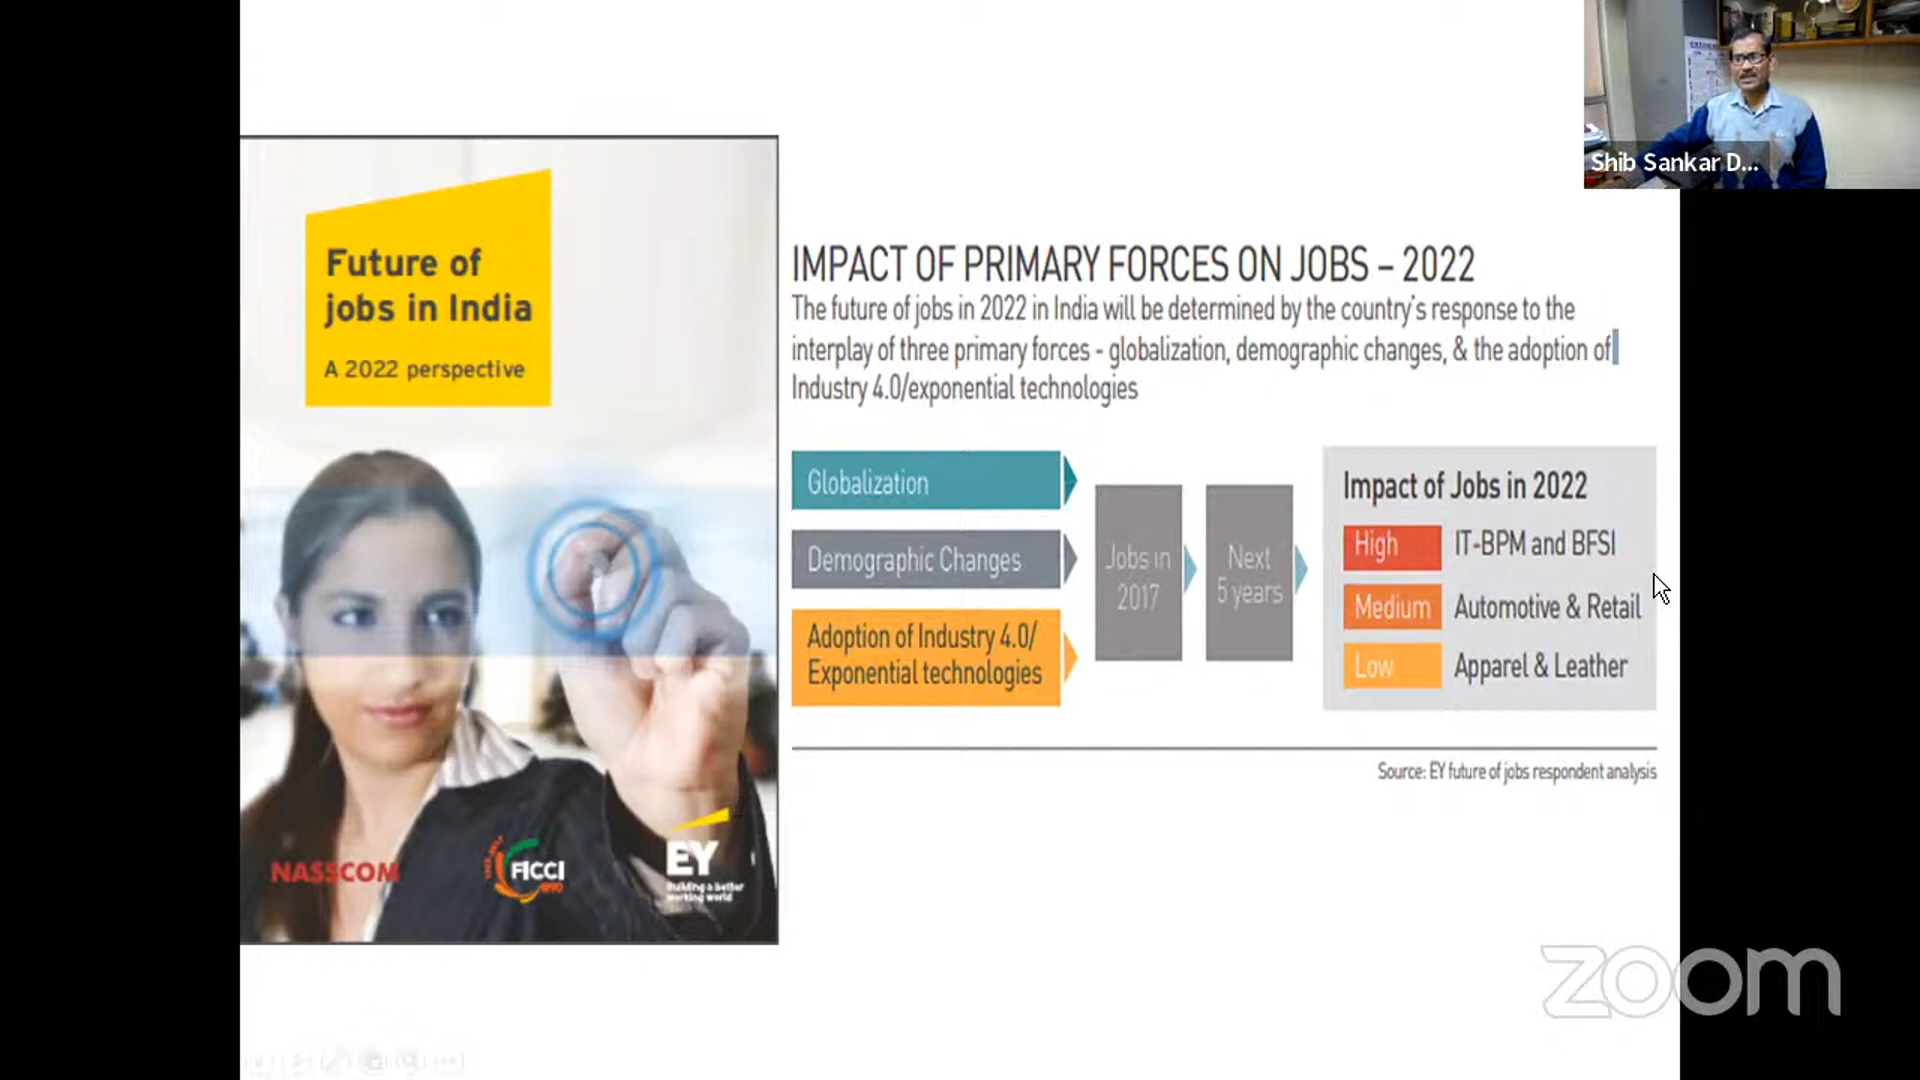 Shib Sankar D...
Future of
jobs in India
A 2022 perspective
NASSCOM
FICCI
EY
Building a better
working world
IMPACT OF PRIMARY FORCES ON JOBS – 2022
The future of jobs in 2022 in India will be determined by the country's response to the
interplay of three primary forces - globalization, demographic changes, & the adoption of
Industry 4.0/exponential technologies
Globalization
Demographic Changes
Adoption of Industry 4.0/
Exponential technologies
Jobs in
2017
Next
5 years
Impact of Jobs in 2022
High IT-BPM and BFSI
Medium Automotive & Retail
Low Apparel & Leather
Source: EY future of jobs respondent analysis
zoom